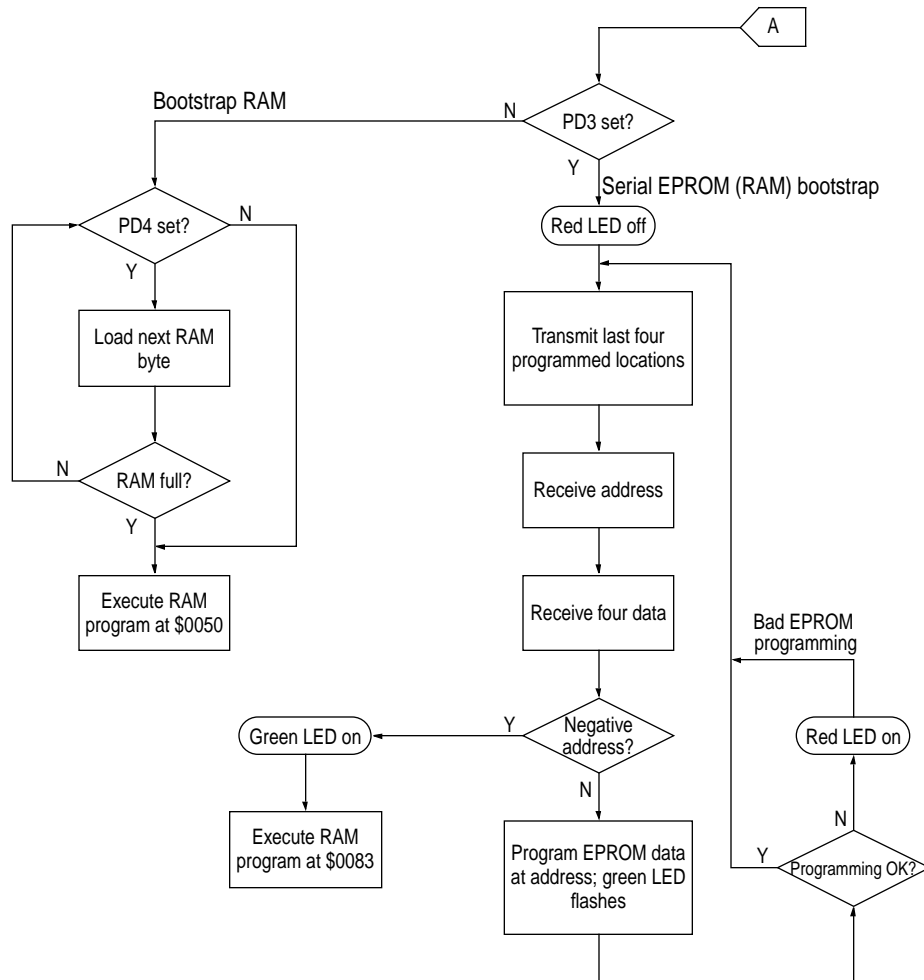 A
Bootstrap RAM
N
PD3 set?
Y
Serial EPROM (RAM) bootstrap
PD4 set?
N
Red LED off
Y
Load next RAM
byte
Transmit last four
programmed locations
N
RAM full?
Y
Receive address
Execute RAM
program at $0050
Receive four data
Bad EPROM
programming
Green LED on
Y
Negative
address?
Red LED on
N
N
Execute RAM
program at $0083
Program EPROM data
at address; green LED
flashes
Y
Programming OK?